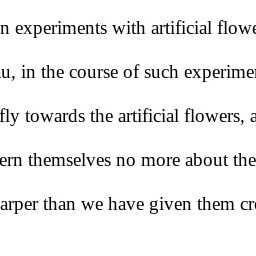 n experiments with artificial flowe
u, in the course of such experimen
fly towards the artificial flowers, a
ern themselves no more about the
arper than we have given them cre